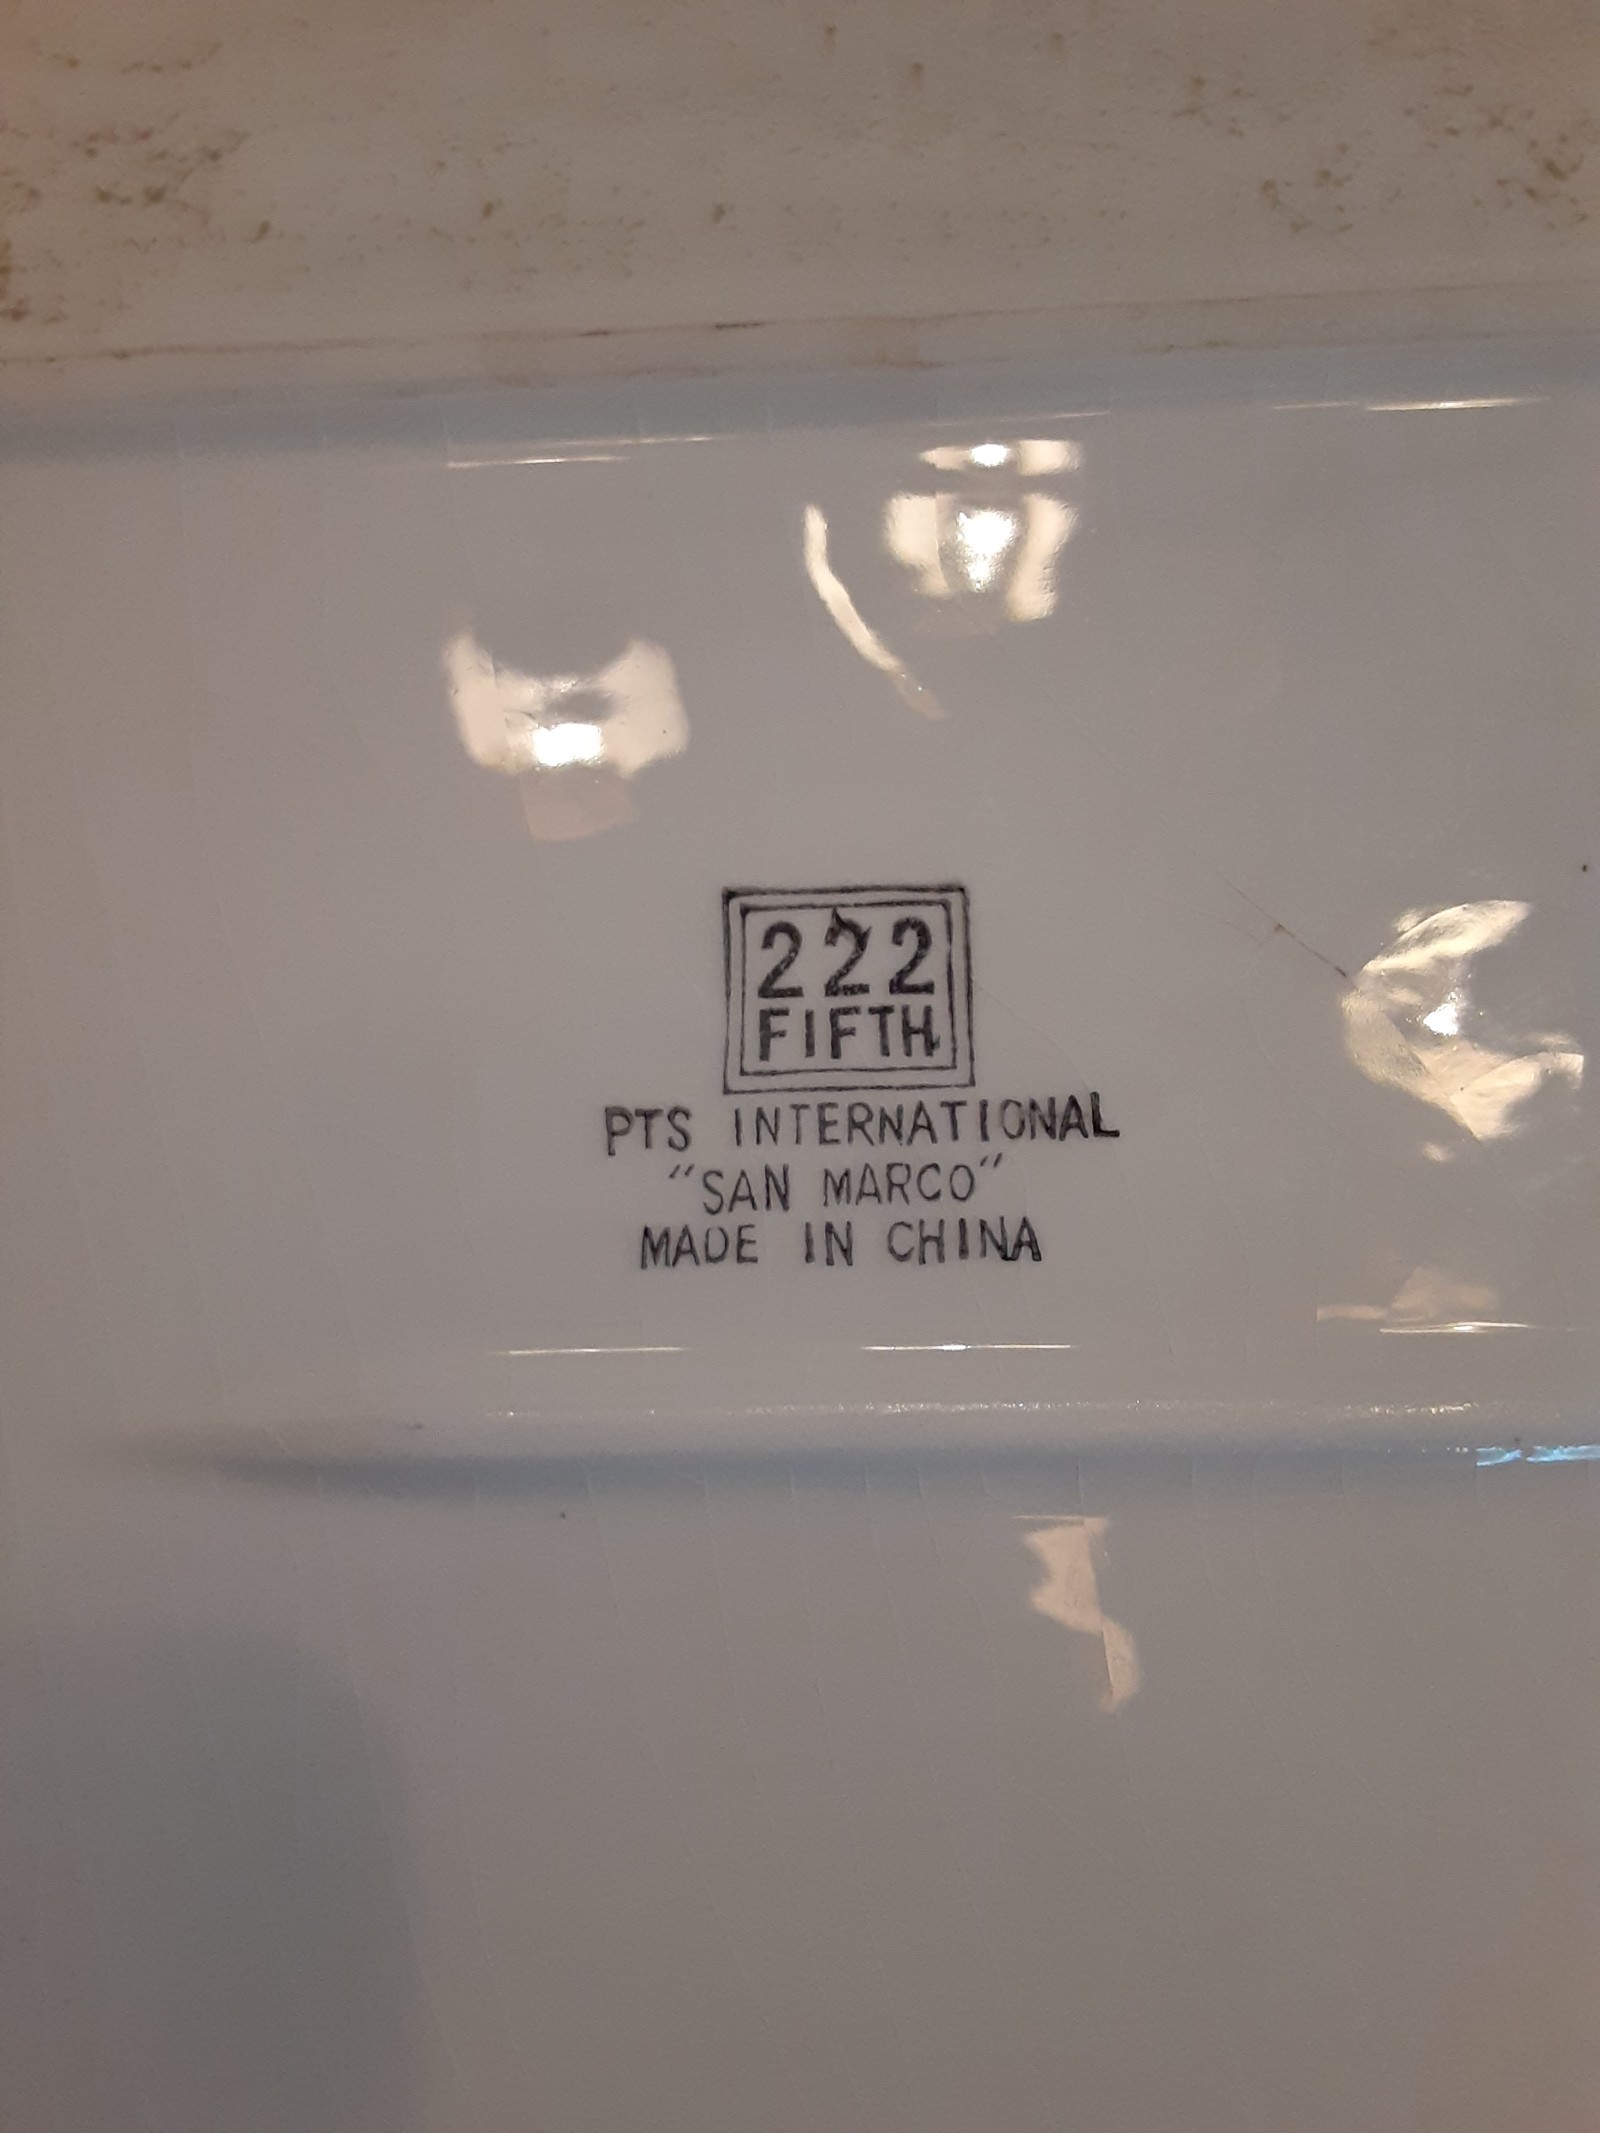 222
FIFTH
PTS INTERNATIONAL
"SAN MARCO"
MADE IN CHINA